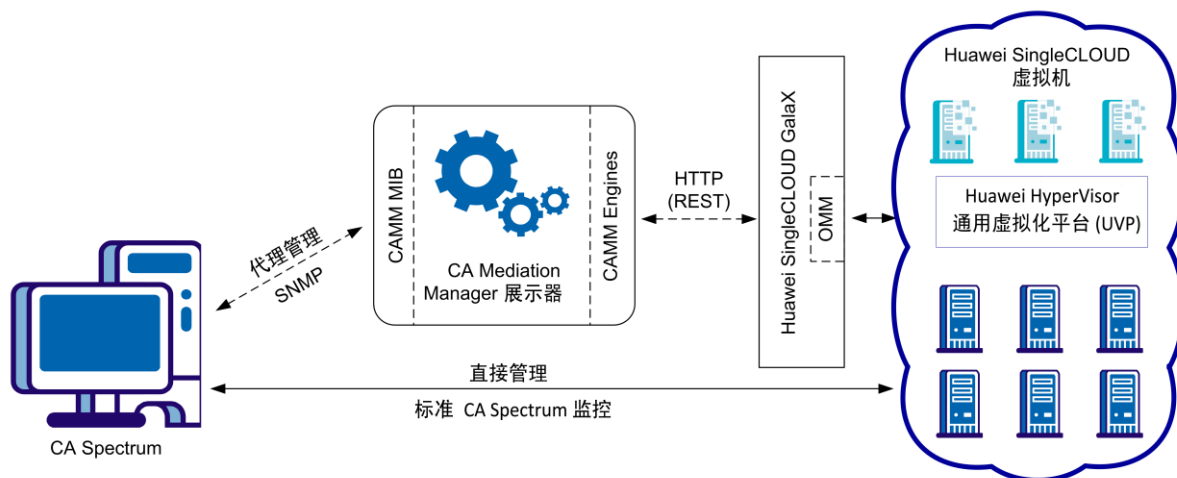 CA Spectrum
代理管理
SNMP
CAMM MIB
CA Mediation
Manager 展示器
CAMM Engines
HTTP
(REST)
Huawei SingleCLOUD GalaX
OMM
Huawei SingleCLOUD
虚拟机
Huawei HyperVisor
通用虚拟化平台 (UVP)
直接管理
标准 CA Spectrum 监控